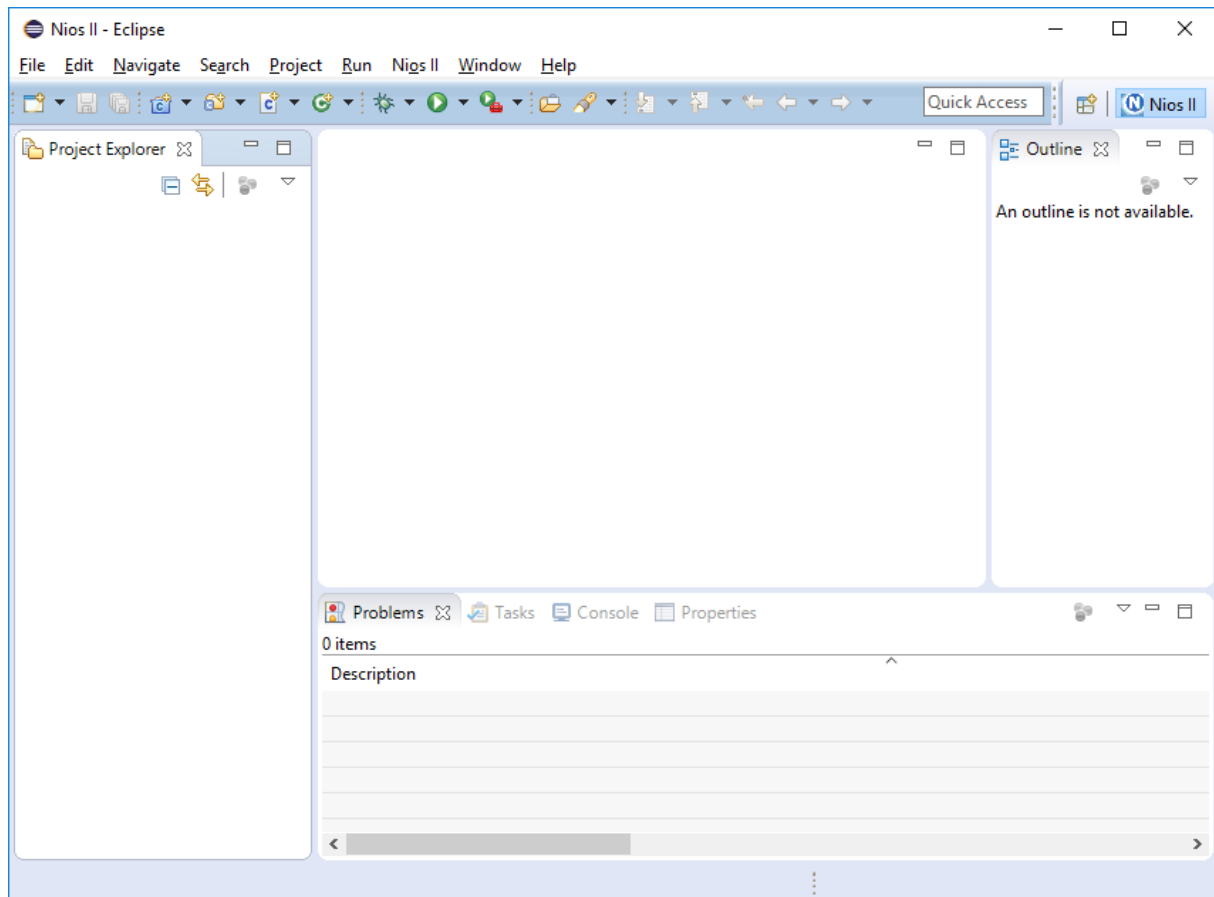 Nios II - Eclipse
File Edit Navigate Search Project Run Nios II Window Help
Quick Access
Nios II
Project Explorer
Outline
An outline is not available.
Problems Tasks Console Properties
0 items
Description